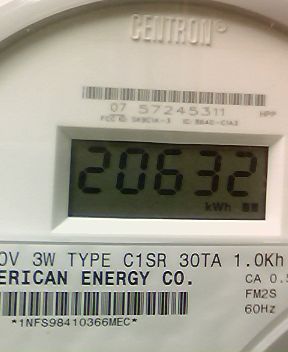 CENTRON®
07 57245311 HPP
20632
kWh
0V 3W TYPE C1SR 30TA 1.0Kh
ERICAN ENERGY CO.
CA 0.5
FM2S
60Hz
*1NFS98410366MEC*